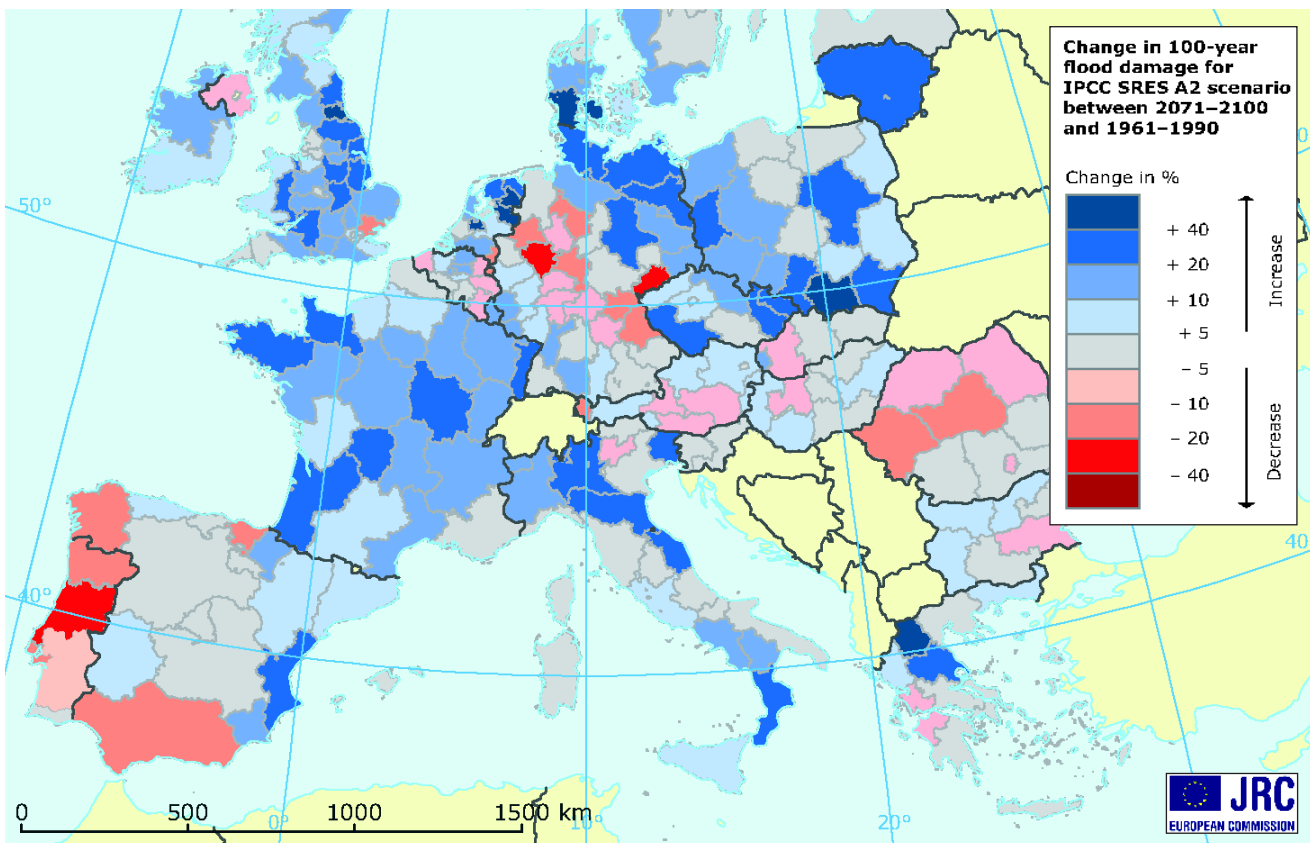 Change in 100-year
flood damage for
IPCC SRES A2 scenario
between 2071–2100
and 1961–1990
Change in %
+ 40
+ 20
+ 10
+ 5
– 5
– 10
– 20
– 40
Increase
Decrease
50°
40°
40
0
0 500 1000 1500 km
0° 10° 20°
JRC
EUROPEAN COMMISSION